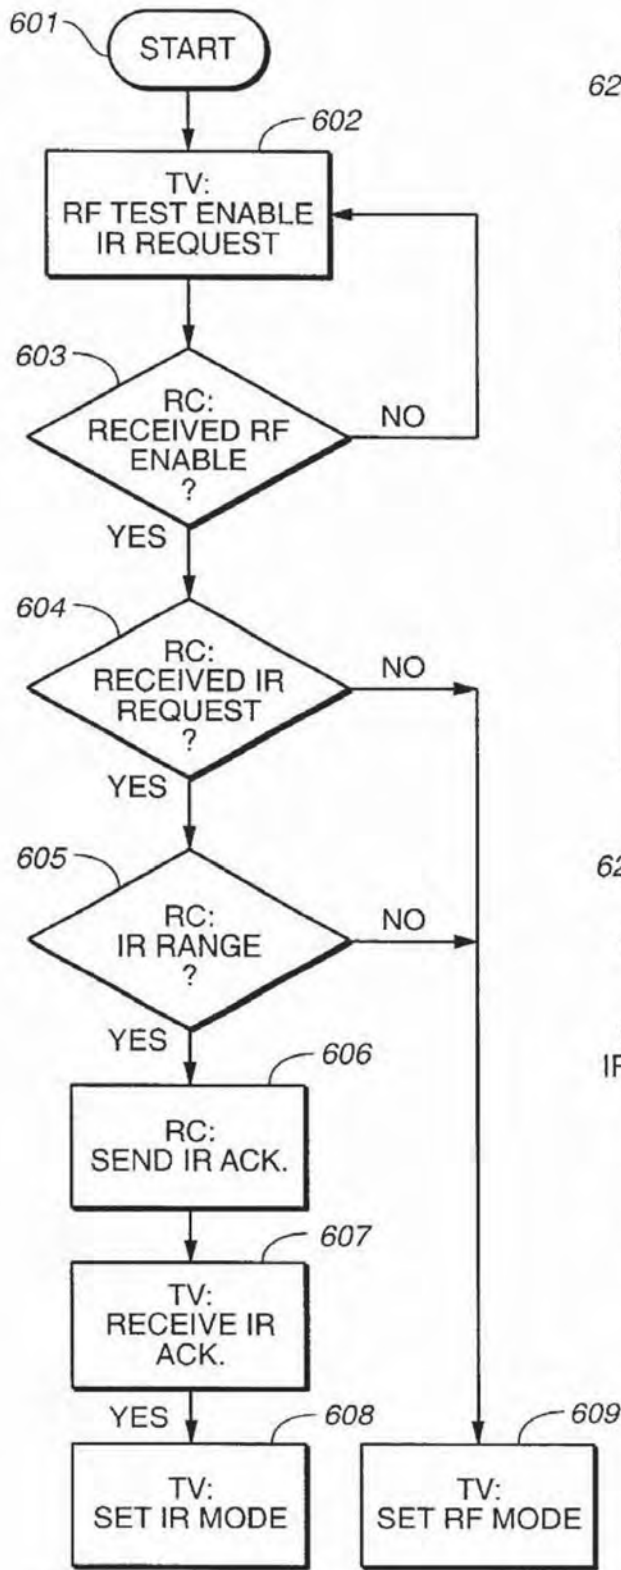 601
START
602
TV:
RF TEST ENABLE
IR REQUEST
603
RC:
RECEIVED RF
ENABLE
?
NO
YES
604
RC:
RECEIVED IR
REQUEST
?
NO
YES
605
RC:
IR RANGE
?
NO
YES
606
RC:
SEND IR ACK.
607
TV:
RECEIVE IR
ACK.
YES
608
TV:
SET IR MODE
609
TV:
SET RF MODE
62
62